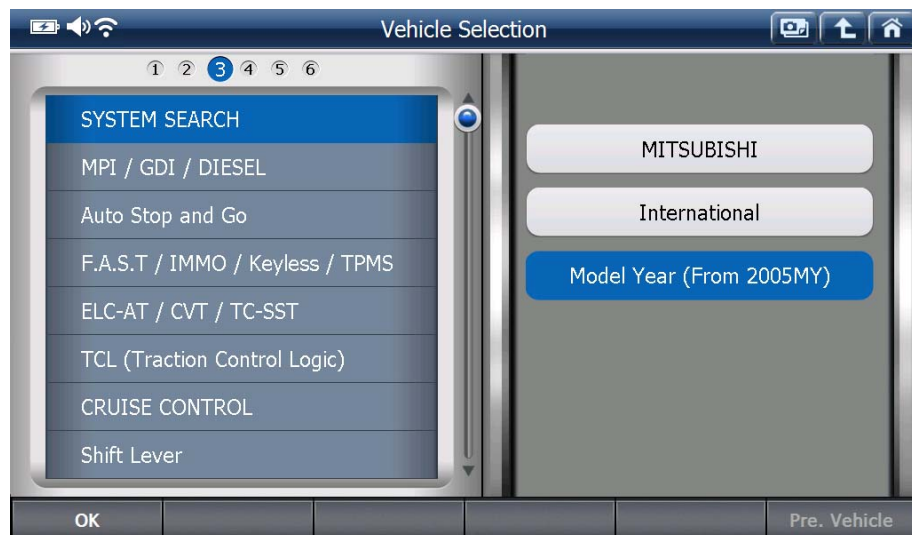 Vehicle Selection
1 2 3 4 5 6
SYSTEM SEARCH
MPI / GDI / DIESEL
Auto Stop and Go
F.A.S.T / IMMO / Keyless / TPMS
ELC-AT / CVT / TC-SST
TCL (Traction Control Logic)
CRUISE CONTROL
Shift Lever
MITSUBISHI
International
Model Year (From 2005MY)
OK
Pre. Vehicle